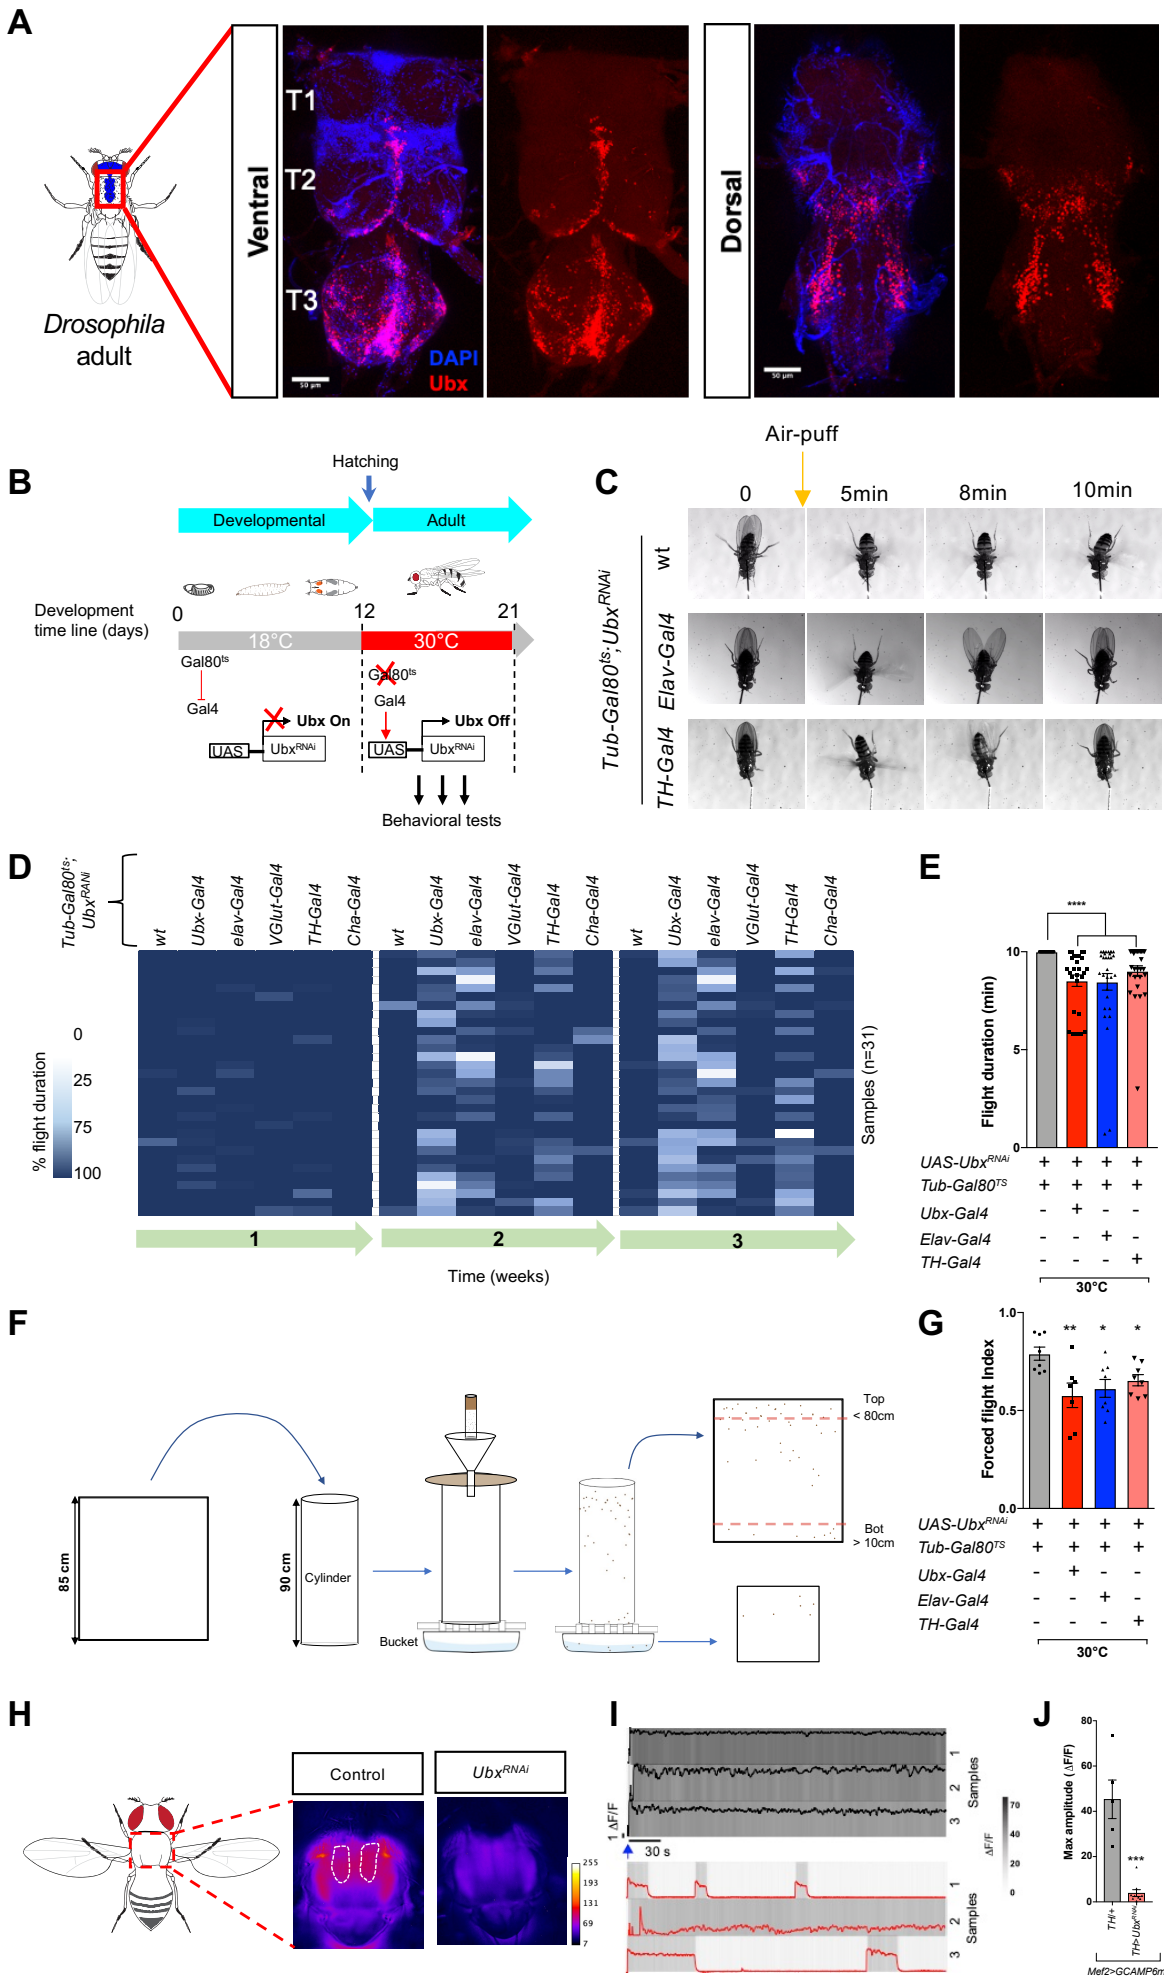 A
Drosophila
adult
Ventral
T1
T2
T3
50 µm
DAPI
Ubx
Dorsal
50 µm
B
Hatching
Developmental
Adult
Development
time line (days)
0
12
21
18°C
30°C
Gal80ts
Gal4
Ubx On
UAS
UbxRNAi
Gal80ts
Gal4
Ubx Off
UAS
UbxRNAi
Behavioral tests
C
Air-puff
0
5min
8min
10min
Tub-Gal80ts;UbxRNAi
wt
Elav-Gal4
TH-Gal4
D
Tub-Gal80ts;
UbxRANi
wt
Ubx-Gal4
elav-Gal4
VGlut-Gal4
TH-Gal4
Cha-Gal4
wt
Ubx-Gal4
elav-Gal4
VGlut-Gal4
TH-Gal4
Cha-Gal4
wt
Ubx-Gal4
elav-Gal4
VGlut-Gal4
TH-Gal4
Cha-Gal4
% flight duration
0
25
75
100
Samples (n=31)
1
2
3
Time (weeks)
E
****
Flight duration (min)
10
5
0
UAS-UbxRNAi + + + +
Tub-Gal80TS + + + +
Ubx-Gal4 - + - -
Elav-Gal4 - - + -
TH-Gal4 - - - +
30°C
F
85 cm
90 cm
Cylinder
Bucket
Top
< 80cm
Bot
> 10cm
G
Forced flight Index
1.0
0.5
0.0
** * *
UAS-UbxRNAi + + + +
Tub-Gal80TS + + + +
Ubx-Gal4 - + - -
Elav-Gal4 - - + -
TH-Gal4 - - - +
30°C
H
Control
UbxRNAi
255
193
131
69
7
I
1 ΔF/F
30 s
1
2
3
Samples
1
2
3
Samples
ΔF/F
70
40
20
0
J
Max amplitude (ΔF/F)
80
60
40
20
0
***
TH/+
TH>UbxRNAi
Mef2>GCAMP6m